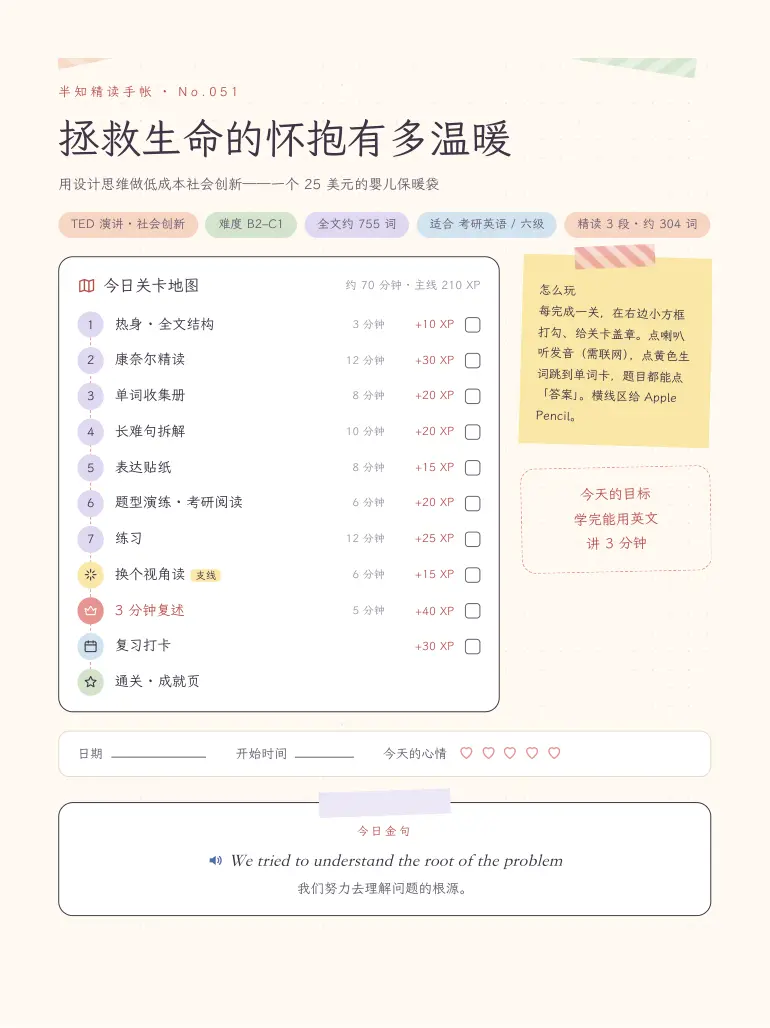 半知精读手帐 · No.051
拯救生命的怀抱有多温暖
用设计思维做低成本社会创新——一个 25 美元的婴儿保暖袋
TED 演讲·社会创新
难度 B2–C1
全文约 755 词
适合 考研英语 / 六级
精读 3 段·约 304 词
今日关卡地图
约 70 分钟·主线 210 XP
1 热身·全文结构 3 分钟 +10 XP
2 康奈尔精读 12 分钟 +30 XP
3 单词收集册 8 分钟 +20 XP
4 长难句拆解 10 分钟 +20 XP
5 表达贴纸 8 分钟 +15 XP
6 题型演练·考研阅读 6 分钟 +20 XP
7 练习 12 分钟 +25 XP
换个视角读 支线 6 分钟 +15 XP
3 分钟复述 5 分钟 +40 XP
复习打卡 +30 XP
通关·成就页
怎么玩
每完成一关，在右边小方框
打勾、给关卡盖章。点喇叭
听发音（需联网），点黄色生
词跳到单词卡，题目都能点
「答案」。横线区给 Apple
Pencil。
今天的目标
学完能用英文
讲 3 分钟
日期 开始时间 今天的心情
今日金句
We tried to understand the root of the problem
我们努力去理解问题的根源。